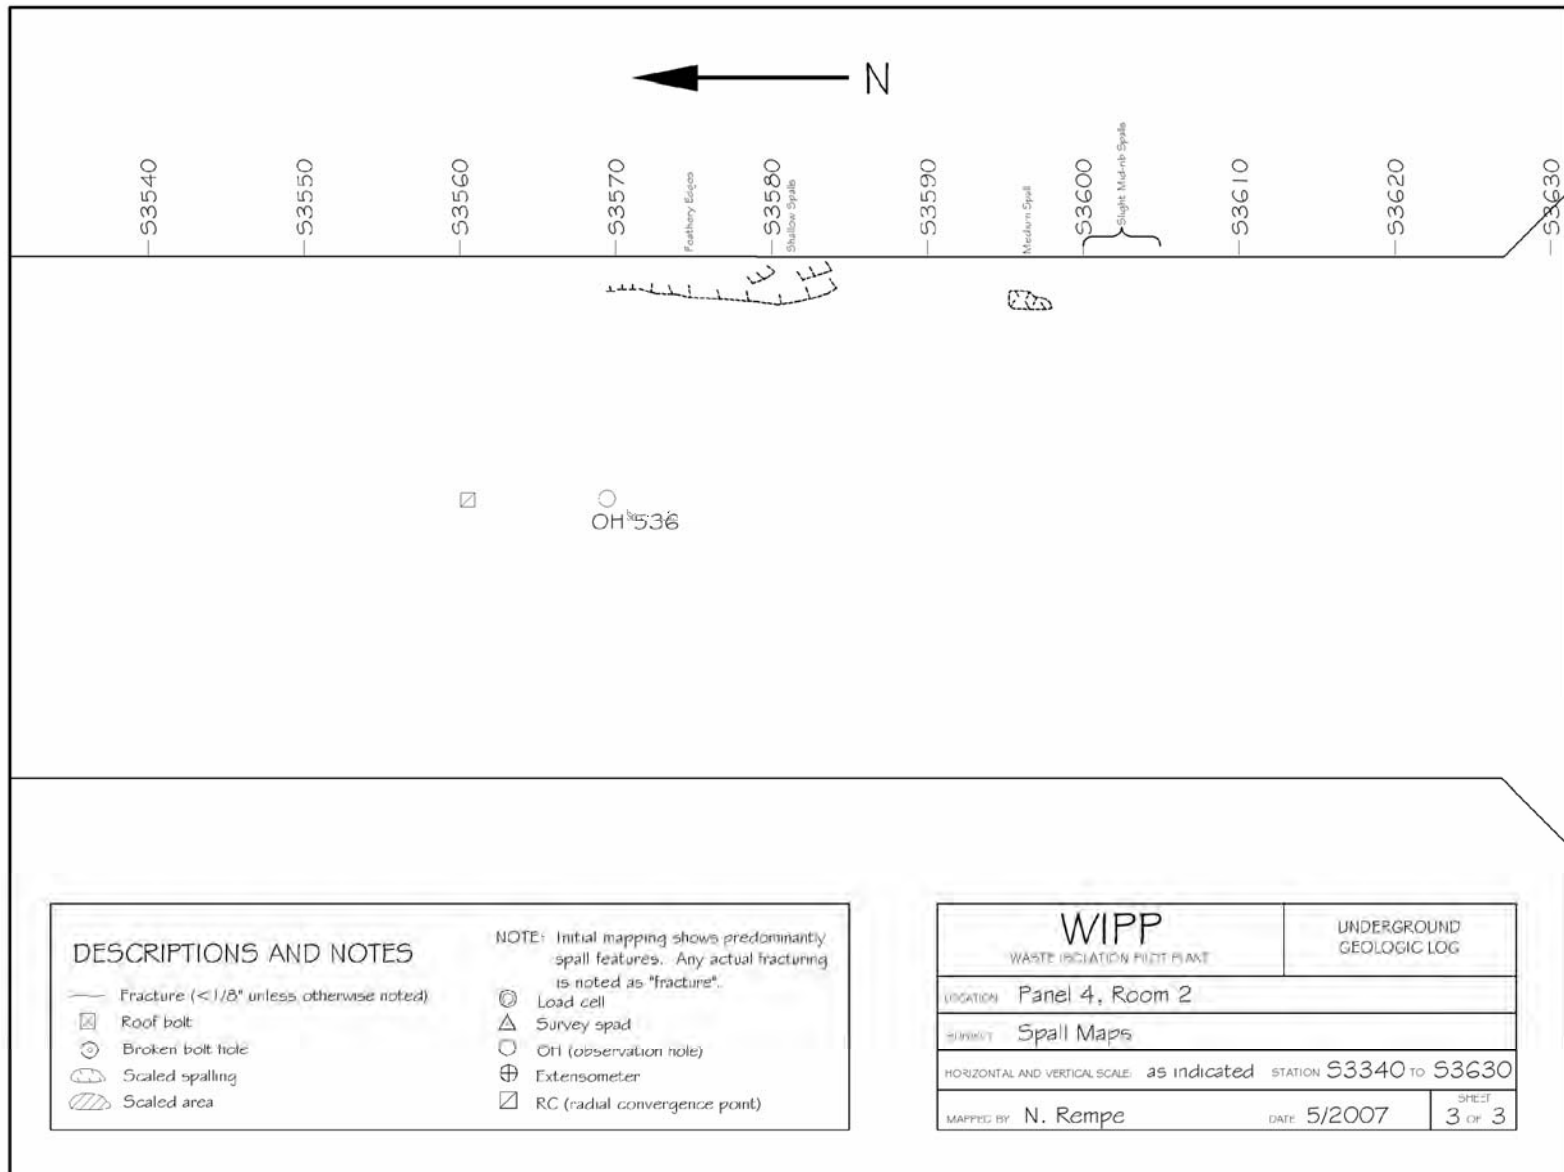 N
S3540
S3550
S3560
S3570
Feathery Edges
S3580
Shallow Spalls
S3590
Medium Spall
S3600
Slight Mid-rib Spalls
S3610
S3620
S3630
OH 536
DESCRIPTIONS AND NOTES
Fracture (<1/8" unless otherwise noted)
Roof bolt
Broken bolt hole
Scaled spalling
Scaled area
NOTE: Initial mapping shows predominantly
spall features. Any actual fracturing
is noted as "fracture".
Load cell
Survey spad
OH (observation hole)
Extensometer
RC (radial convergence point)
WIPP
WASTE ISOLATION PILOT PLANT
UNDERGROUND
GEOLOGIC LOG
LOCATION Panel 4, Room 2
SUBJECT Spall Maps
HORIZONTAL AND VERTICAL SCALE: as indicated STATION S3340 TO S3630
MAPPED BY N. Rempe DATE 5/2007
SHEET
3 OF 3